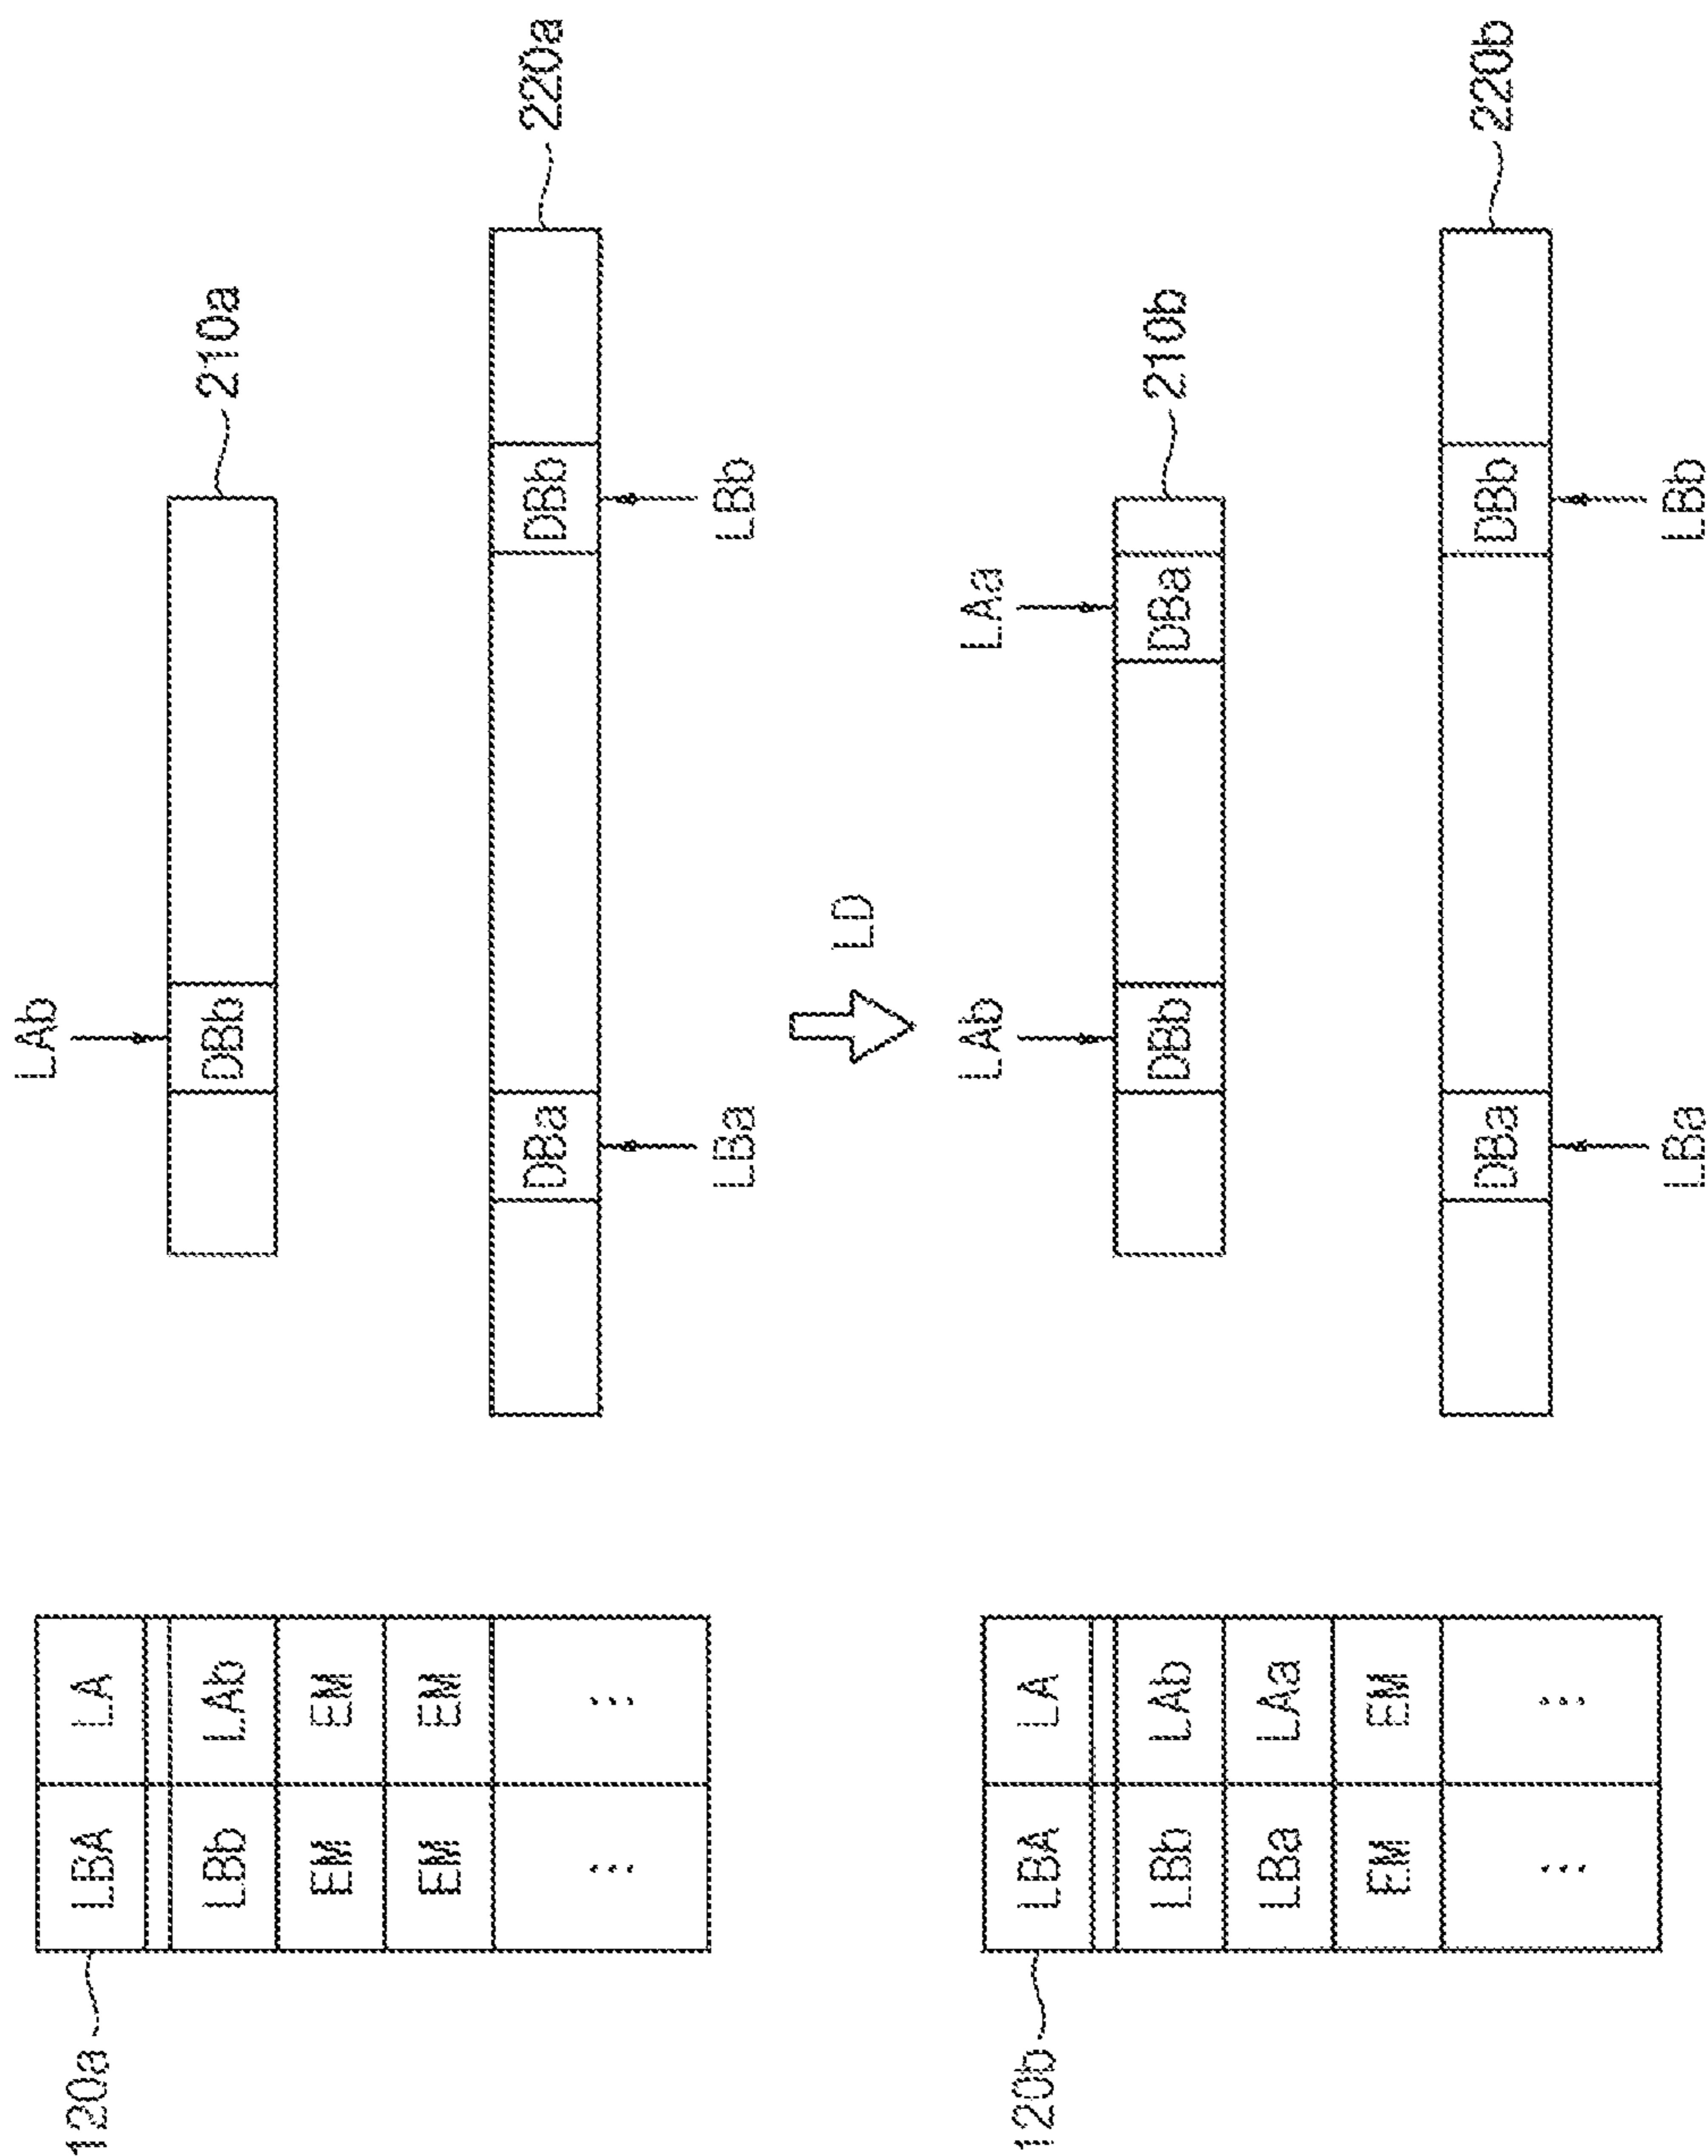 120a
LBA LA
LBb LAb
EM EM
EM EM
⋮ ⋮
LAb
210a
DBb
220a
DBa DBb
LBa LBb
LD
120b
LBA LA
LBb LAb
LBa LAa
EM EM
⋮ ⋮
LAb LAa
210b
DBb DBa
220b
DBa DBb
LBa LBb